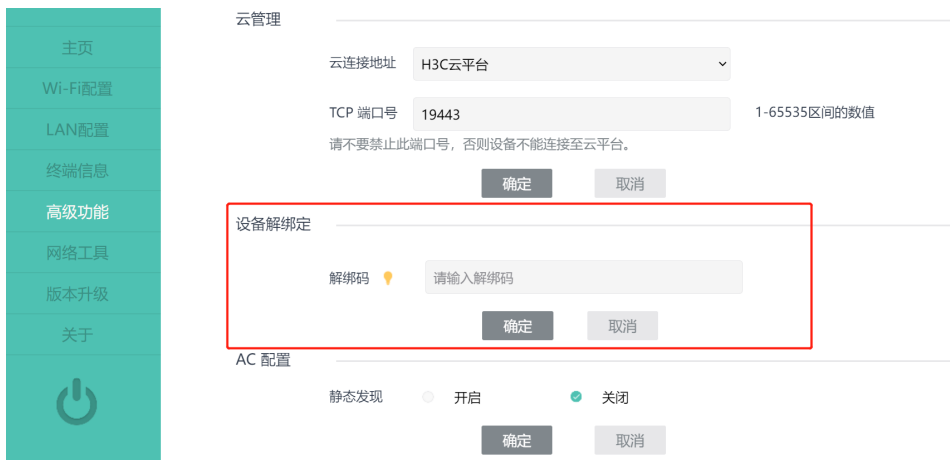 主页
Wi-Fi配置
LAN配置
终端信息
高级功能
网络工具
版本升级
关于
云管理
云连接地址 H3C云平台
TCP 端口号 19443 1-65535区间的数值
请不要禁止此端口号，否则设备不能连接至云平台。
确定 取消
设备解绑定
解绑码 请输入解绑码
确定 取消
AC 配置
静态发现 开启 关闭
确定 取消